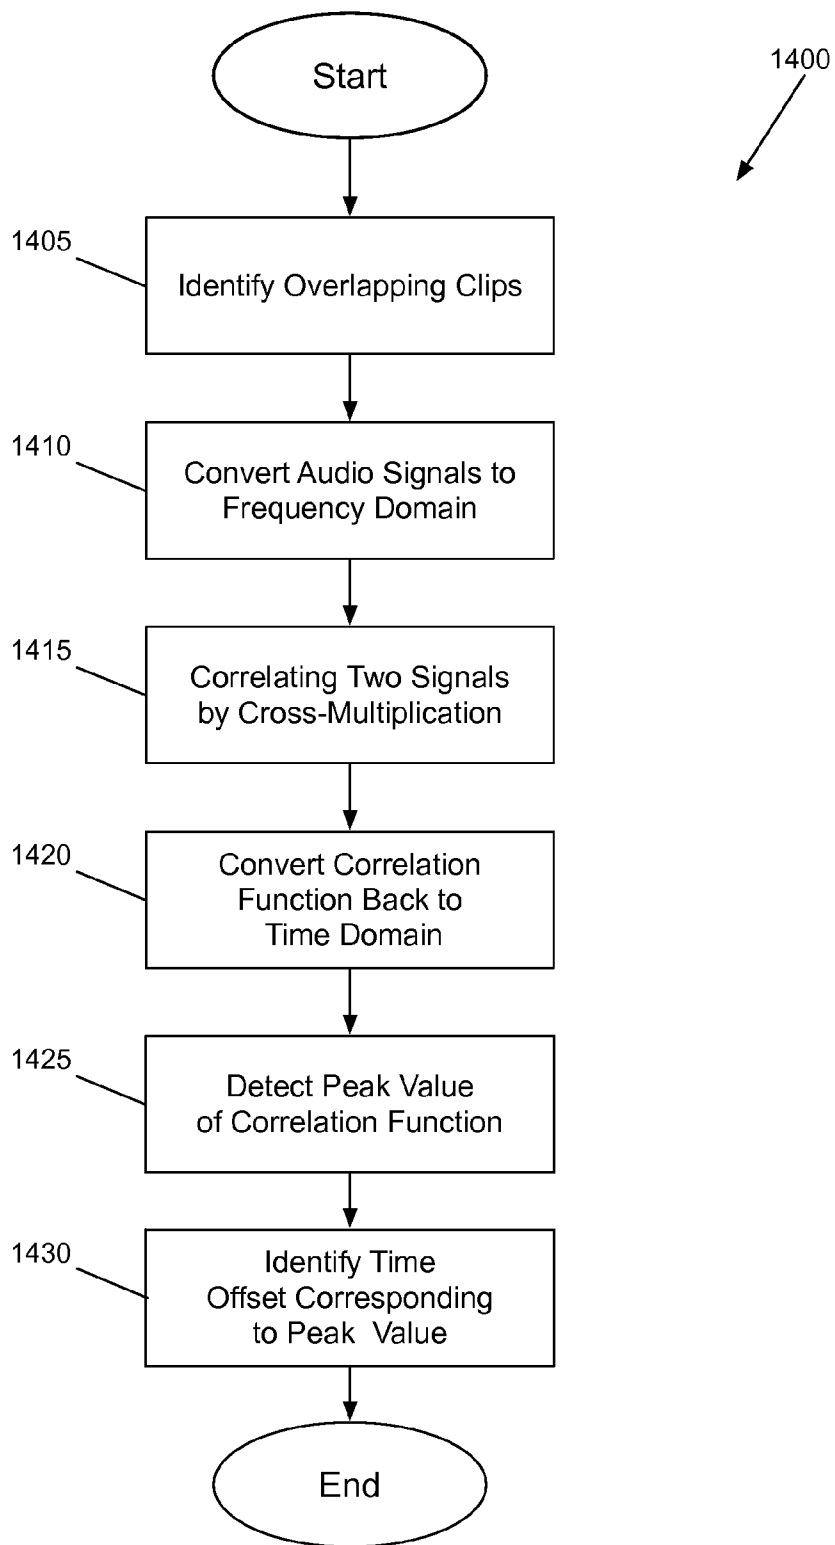 Start
1400
1405
Identify Overlapping Clips
1410
Convert Audio Signals to
Frequency Domain
1415
Correlating Two Signals
by Cross-Multiplication
1420
Convert Correlation
Function Back to
Time Domain
1425
Detect Peak Value
of Correlation Function
1430
Identify Time
Offset Corresponding
to Peak Value
End